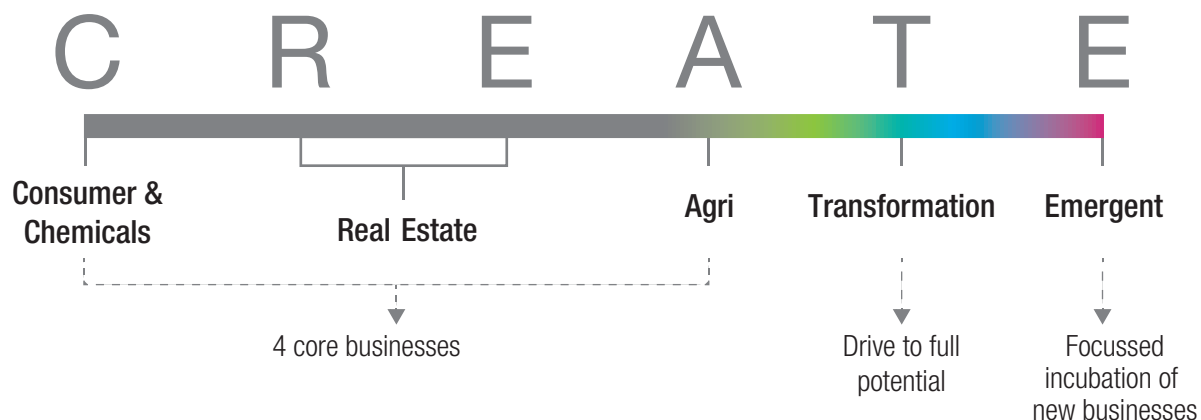 C R E A T E
Consumer &
Chemicals
Real Estate
Agri
Transformation
Emergent
4 core businesses
Drive to full
potential
Focussed
incubation of
new businesses